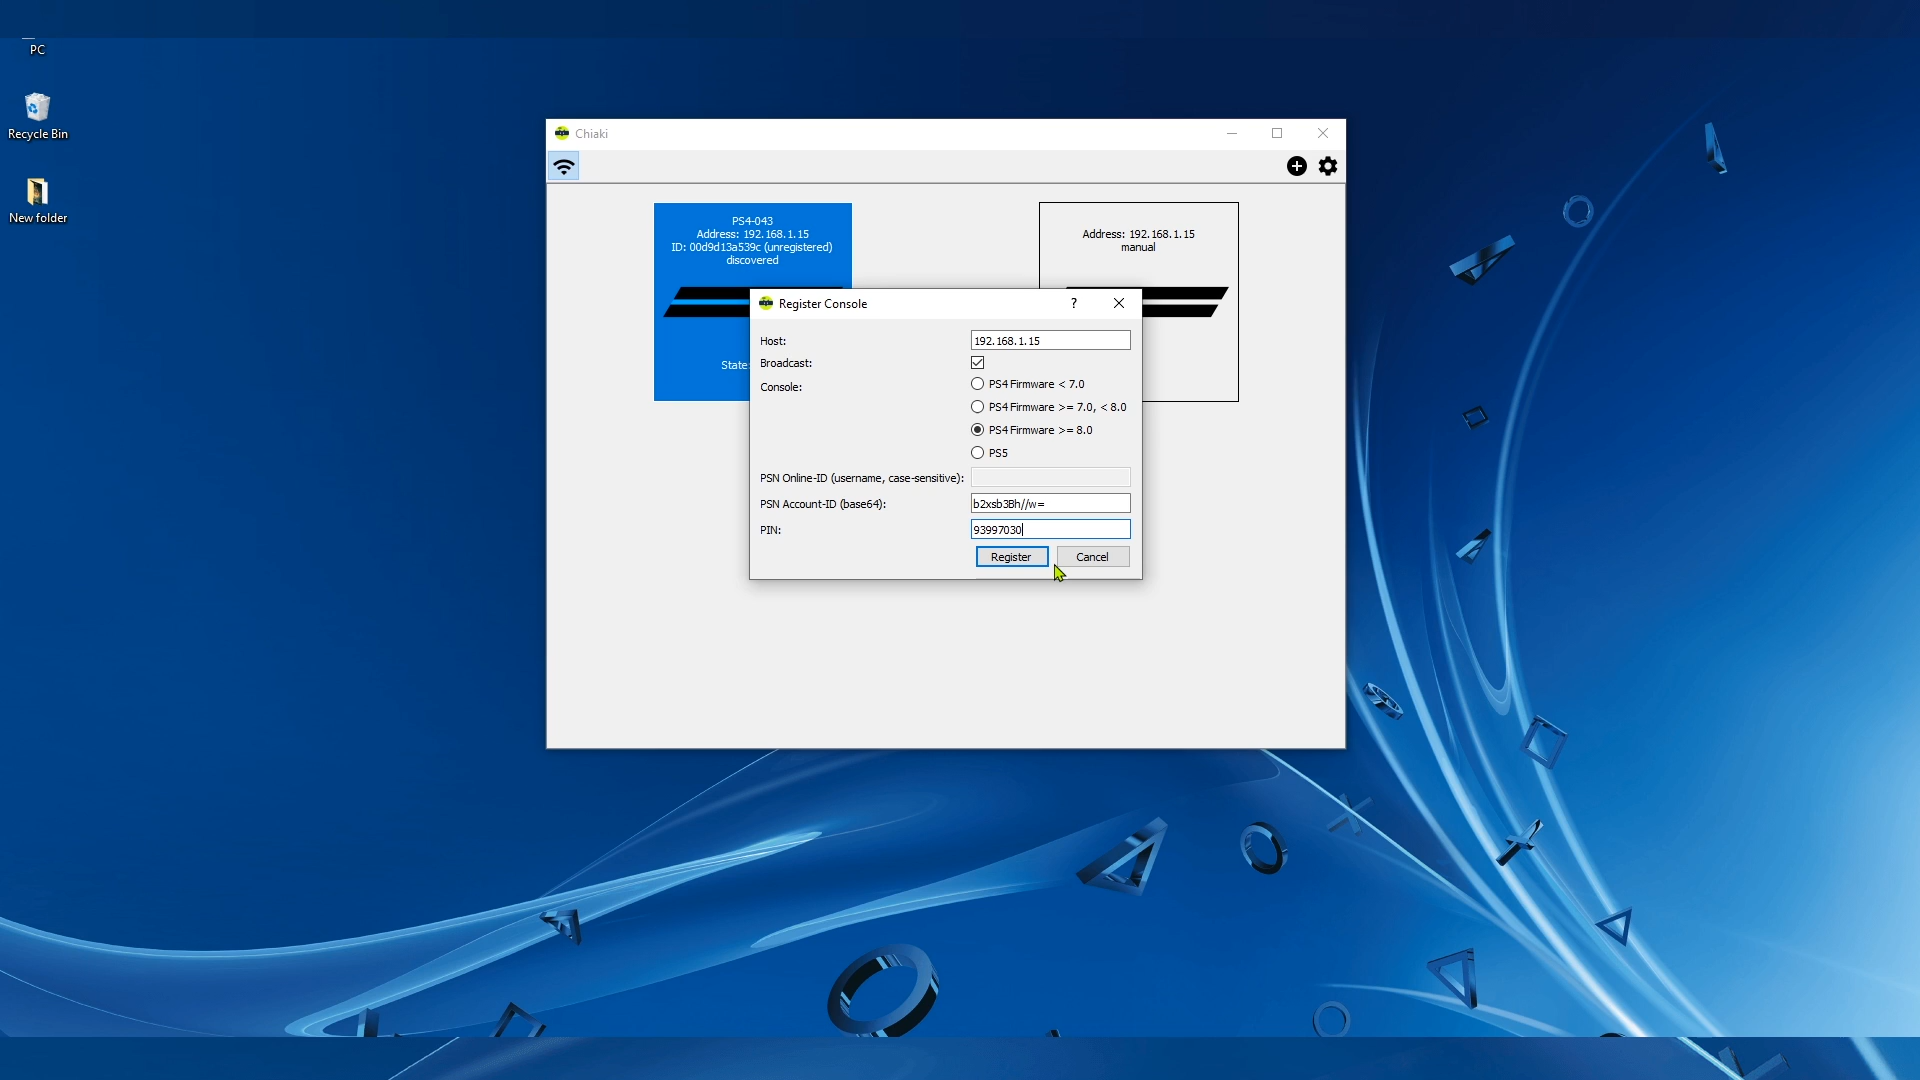 PC
Recycle Bin
New folder
Chiaki
PS4-043
Address: 192.168.1.15
ID: 00d9d13a539c (unregistered)
discovered
State:
Address: 192.168.1.15
manual
Register Console
?
Host:
192.168.1.15
Broadcast:
Console:
PS4 Firmware < 7.0
PS4 Firmware >= 7.0, < 8.0
PS4 Firmware >= 8.0
PS5
PSN Online-ID (username, case-sensitive):
PSN Account-ID (base64):
b2xsb3Bh//w=
PIN:
93997030
Register
Cancel